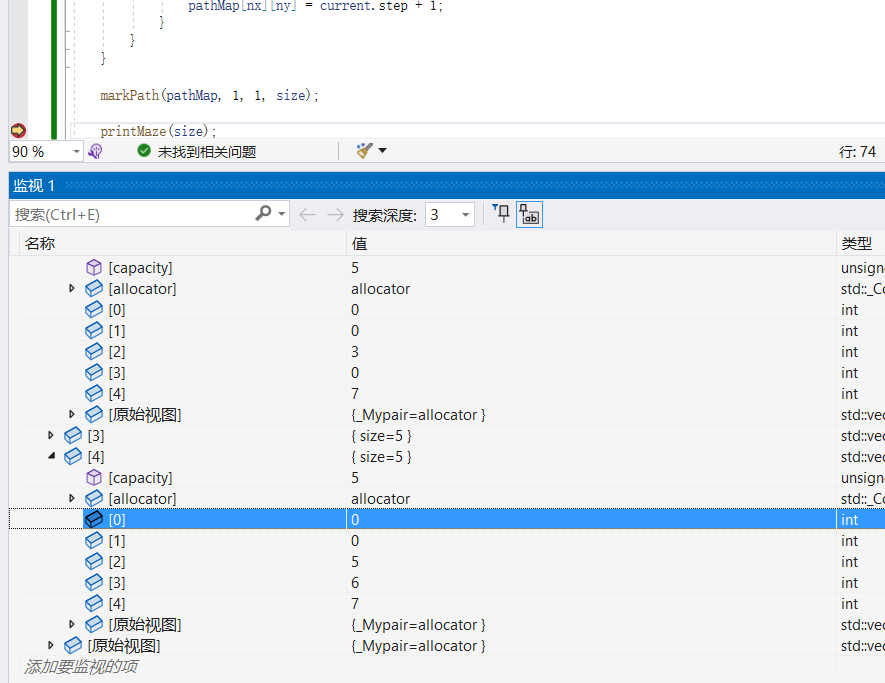 pathMap[nx][ny] = current.step + 1;
}
}
}
markPath(pathMap, 1, 1, size);
printMaze(size);
90 % 未找到相关问题 行: 74
监视 1
搜索(Ctrl+E) 搜索深度: 3
名称 值 类型
[capacity] 5 unsign
[allocator] allocator std::_Co
[0] 0 int
[1] 0 int
[2] 3 int
[3] 0 int
[4] 7 int
[原始视图] {_Mypair=allocator } std::vec
[3] { size=5 } std::vec
[4] { size=5 } std::vec
[capacity] 5 unsign
[allocator] allocator std::_Co
[0] 0 int
[1] 0 int
[2] 5 int
[3] 6 int
[4] 7 int
[原始视图] {_Mypair=allocator } std::vec
[原始视图] {_Mypair=allocator } std::vec
添加要监视的项